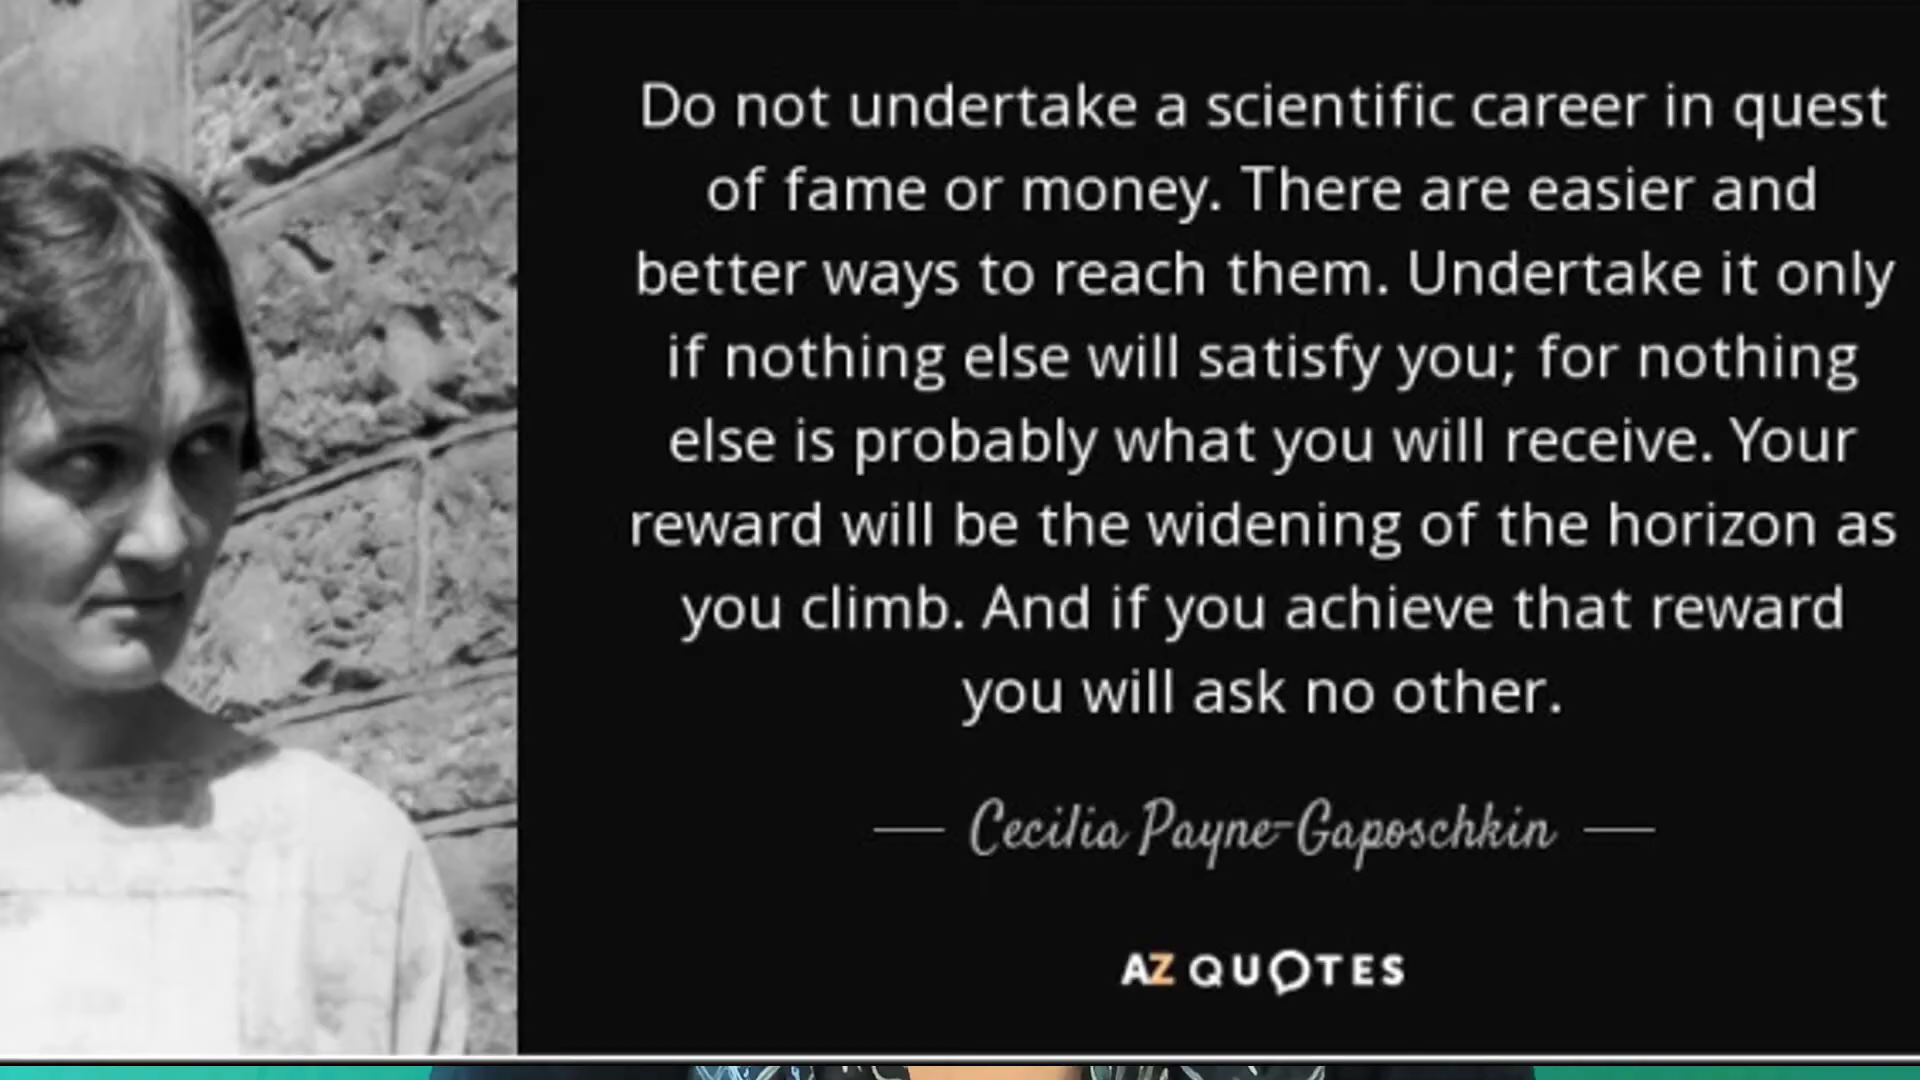 Do not undertake a scientific career in quest
of fame or money. There are easier and
better ways to reach them. Undertake it only
if nothing else will satisfy you; for nothing
else is probably what you will receive. Your
reward will be the widening of the horizon as
you climb. And if you achieve that reward
you will ask no other.
— Cecilia Payne-Gaposchkin —
AZ QUOTES